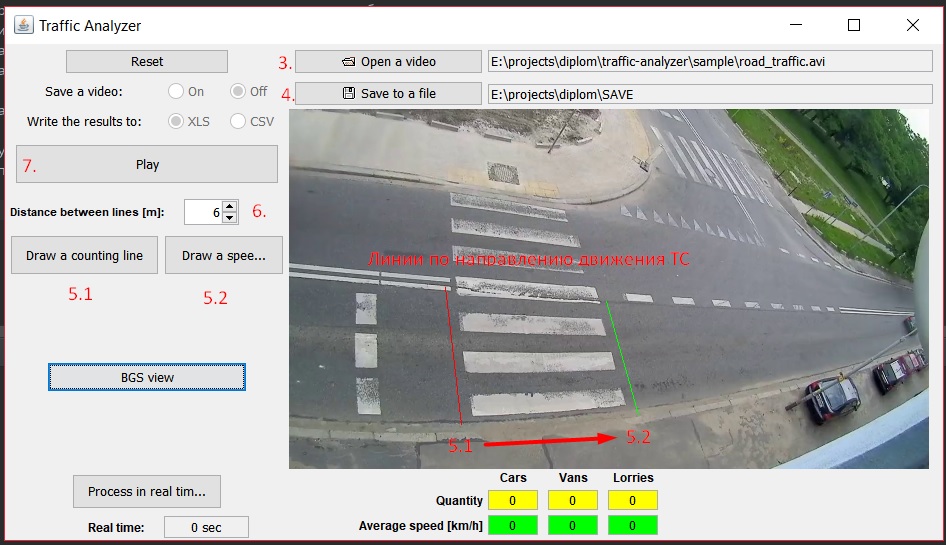 Traffic Analyzer
Reset
3. Open a video E:\projects\diplom\traffic-analyzer\sample\road_traffic.avi
Save a video: On Off
4. Save to a file E:\projects\diplom\SAVE
Write the results to: XLS CSV
7. Play
Distance between lines [m]: 6 6.
Draw a counting line Draw a spee...
5.1 5.2
Линии по направлению движения ТС
BGS view
5.1 5.2
Process in real tim...
Real time: 0 sec
Cars Vans Lorries
Quantity 0 0 0
Average speed [km/h] 0 0 0